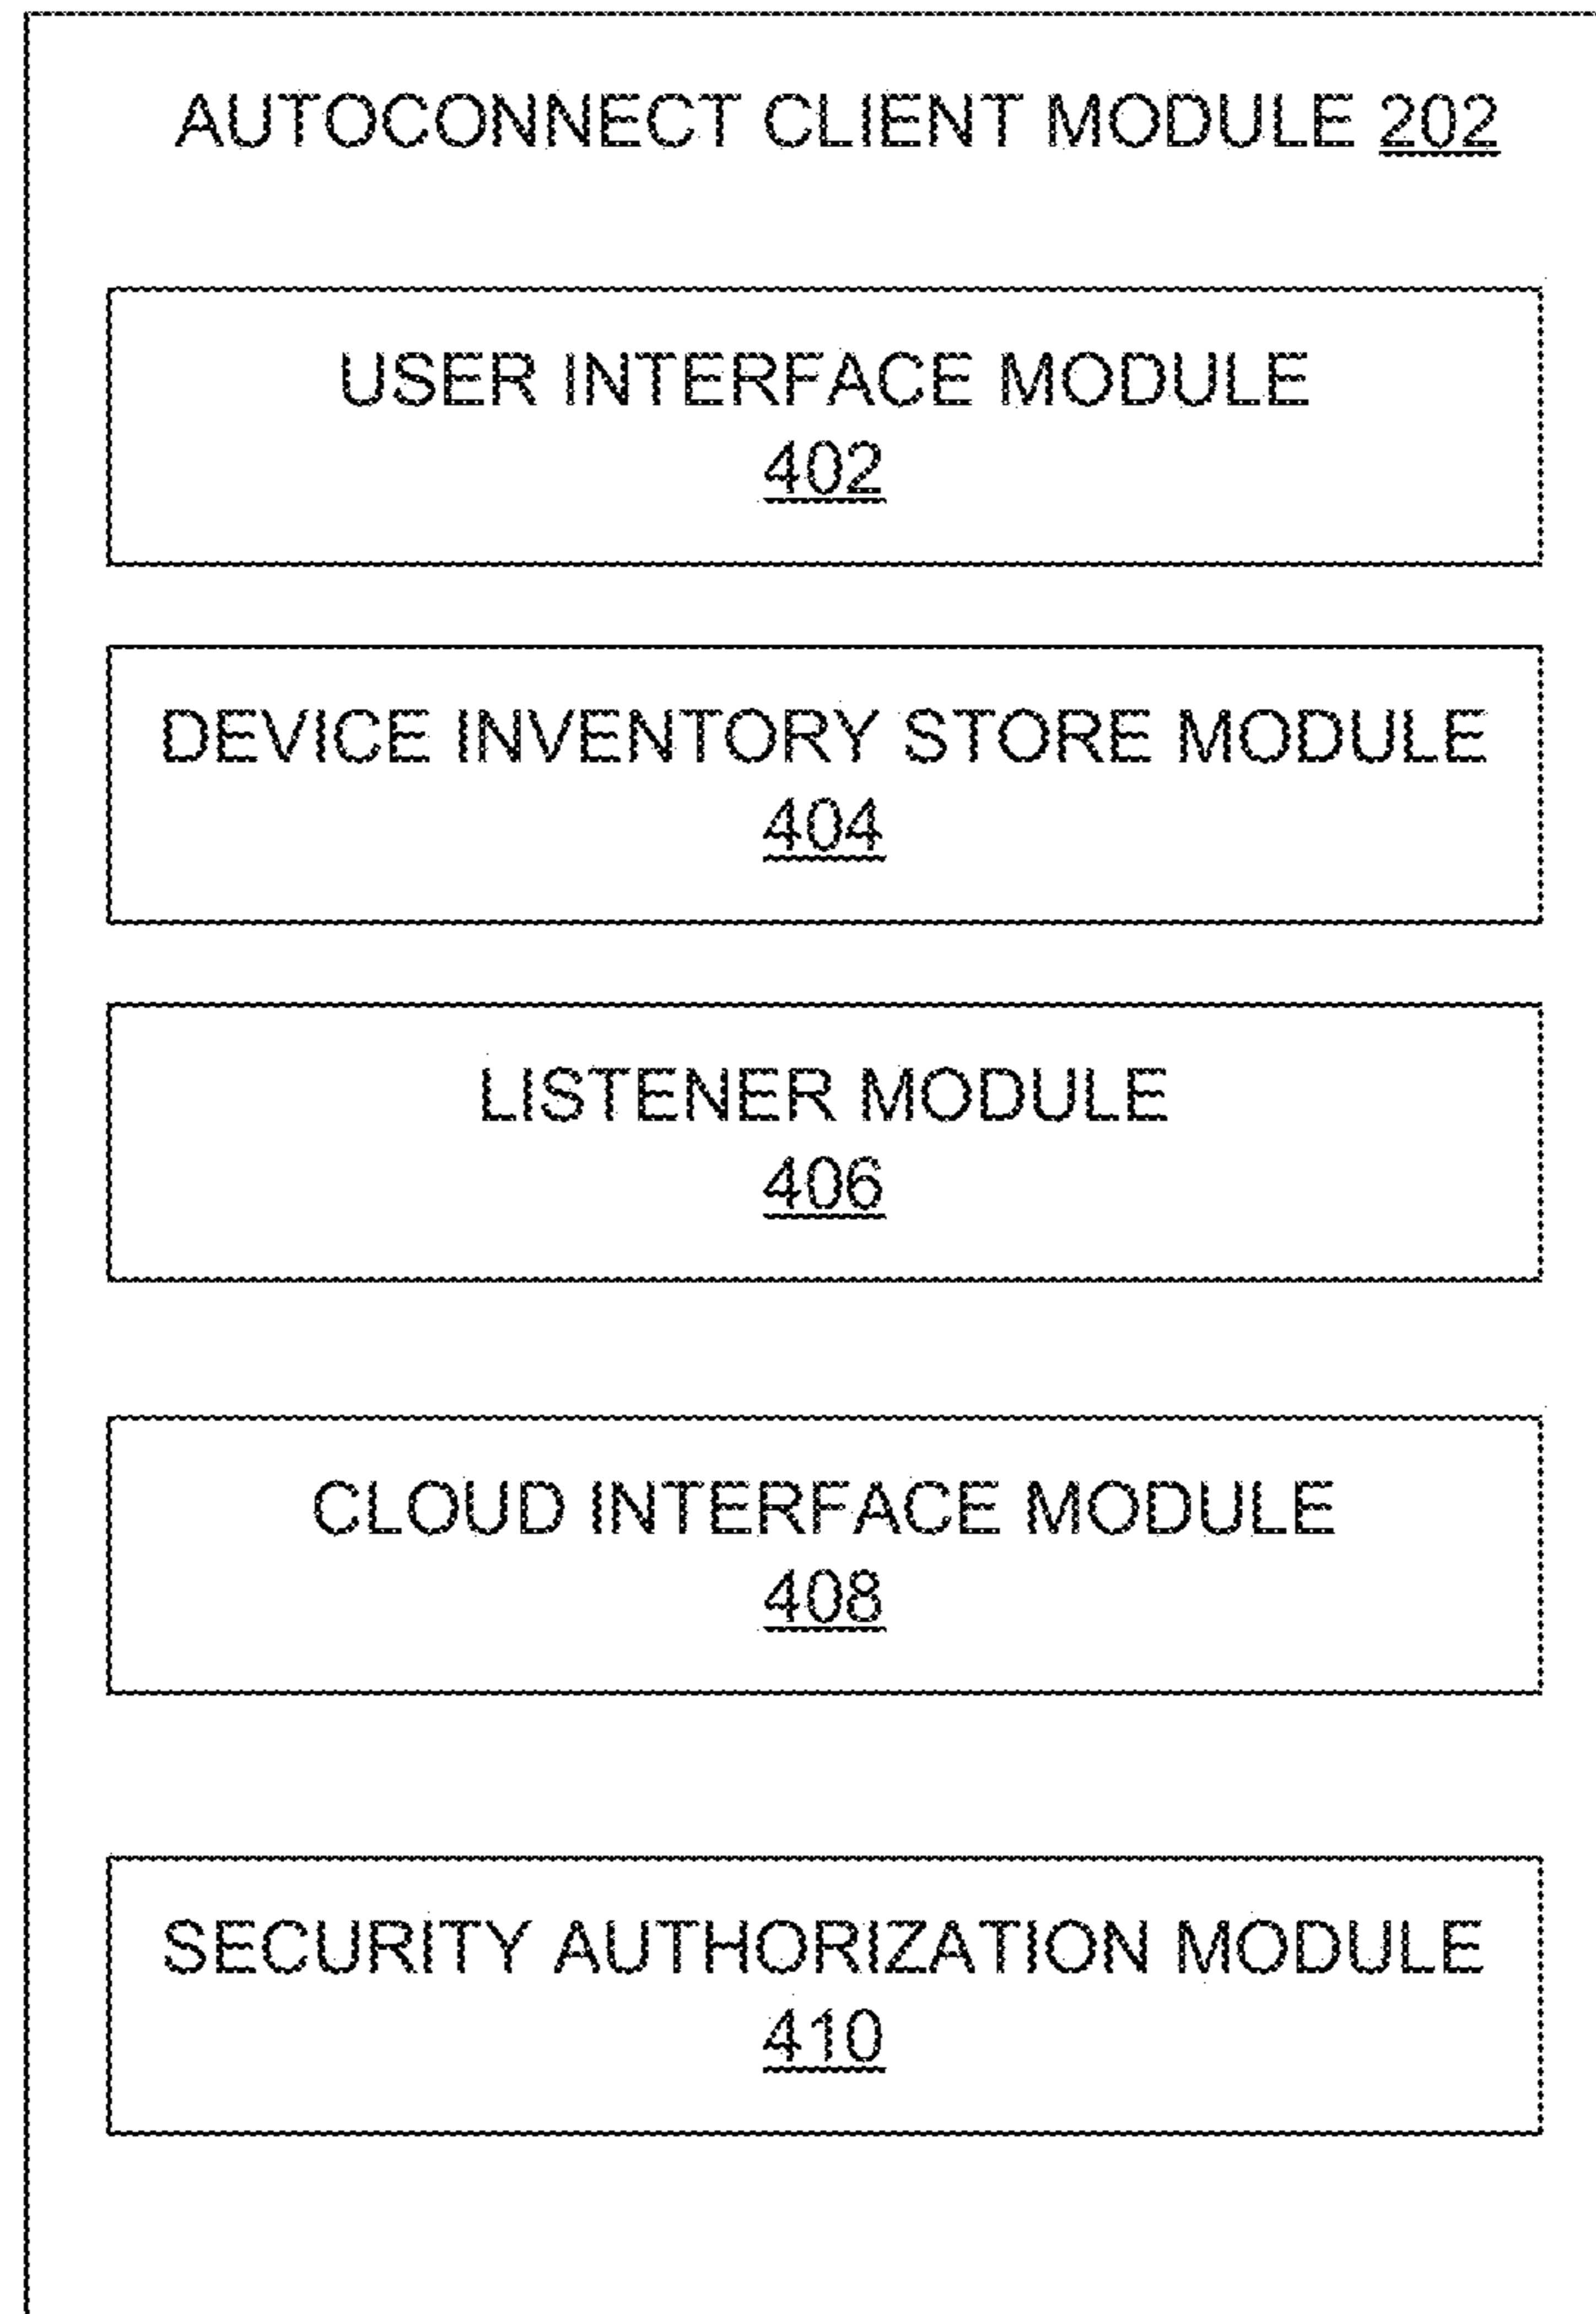 AUTOCONNECT CLIENT MODULE 202
USER INTERFACE MODULE
402
DEVICE INVENTORY STORE MODULE
404
LISTENER MODULE
406
CLOUD INTERFACE MODULE
408
SECURITY AUTHORIZATION MODULE
410